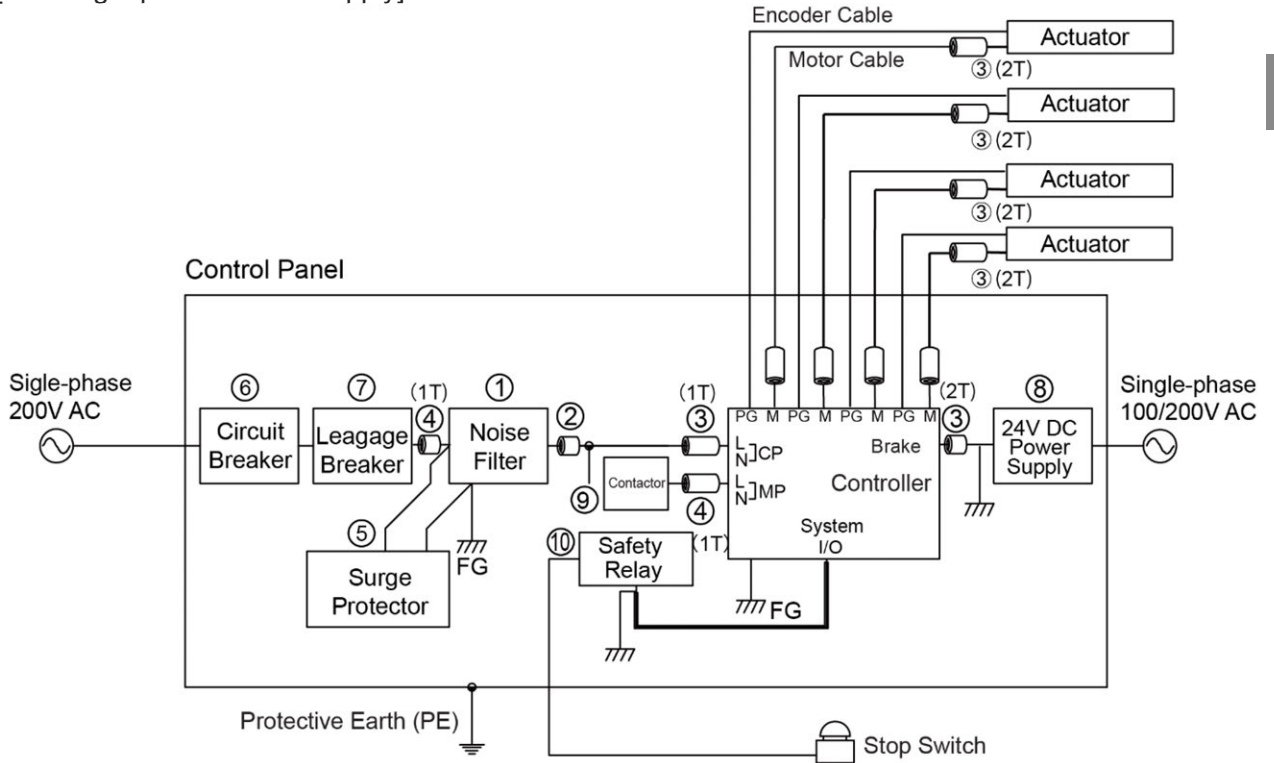 Encoder Cable
Actuator
Motor Cable
③ (2T)
Actuator
③ (2T)
Actuator
③ (2T)
Actuator
③ (2T)
Control Panel
Sigle-phase
200V AC
⑥
Circuit
Breaker
⑦
Leagage
Breaker
(1T)
④
①
Noise
Filter
②
⑨
(1T)
③
Contactor
④
(1T)
PG M PG M PG M PG M
L
N
CP
L
N
MP
Brake
Controller
System
I/O
(2T)
③
⑧
24V DC
Power
Supply
Single-phase
100/200V AC
⑤
Surge
Protector
FG
⑩
Safety
Relay
FG
Protective Earth (PE)
Stop Switch